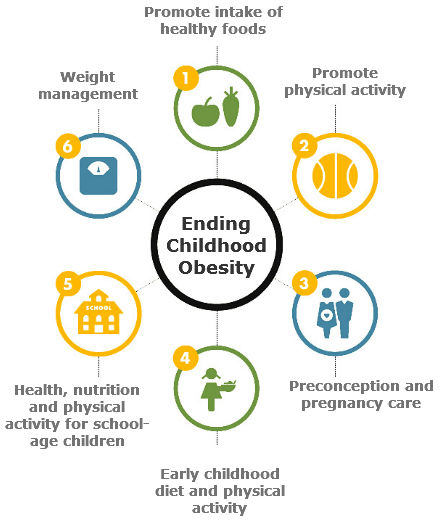 Promote intake of
healthy foods
1
Promote
physical activity
2
3
Preconception and
pregnancy care
4
Early childhood
diet and physical
activity
5
SCHOOL
Health, nutrition
and physical
activity for school-
age children
6
Weight
management
Ending
Childhood
Obesity